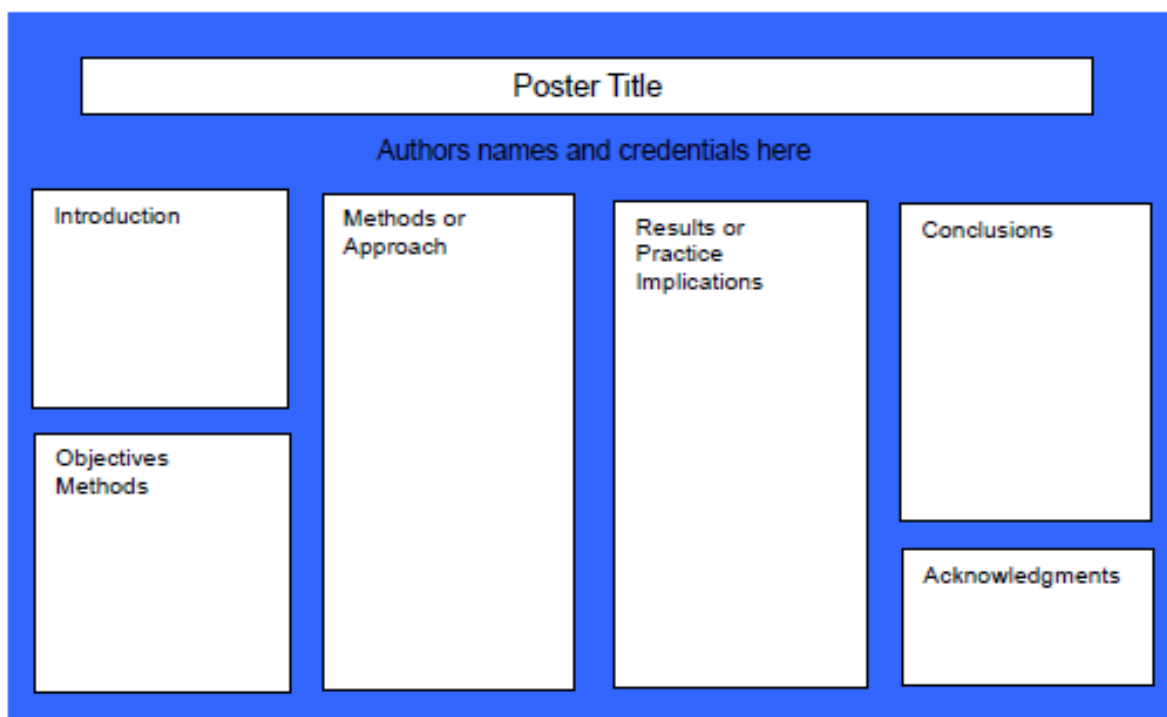 Poster Title
Authors names and credentials here
Introduction
Objectives
Methods
Methods or
Approach
Results or
Practice
Implications
Conclusions
Acknowledgments